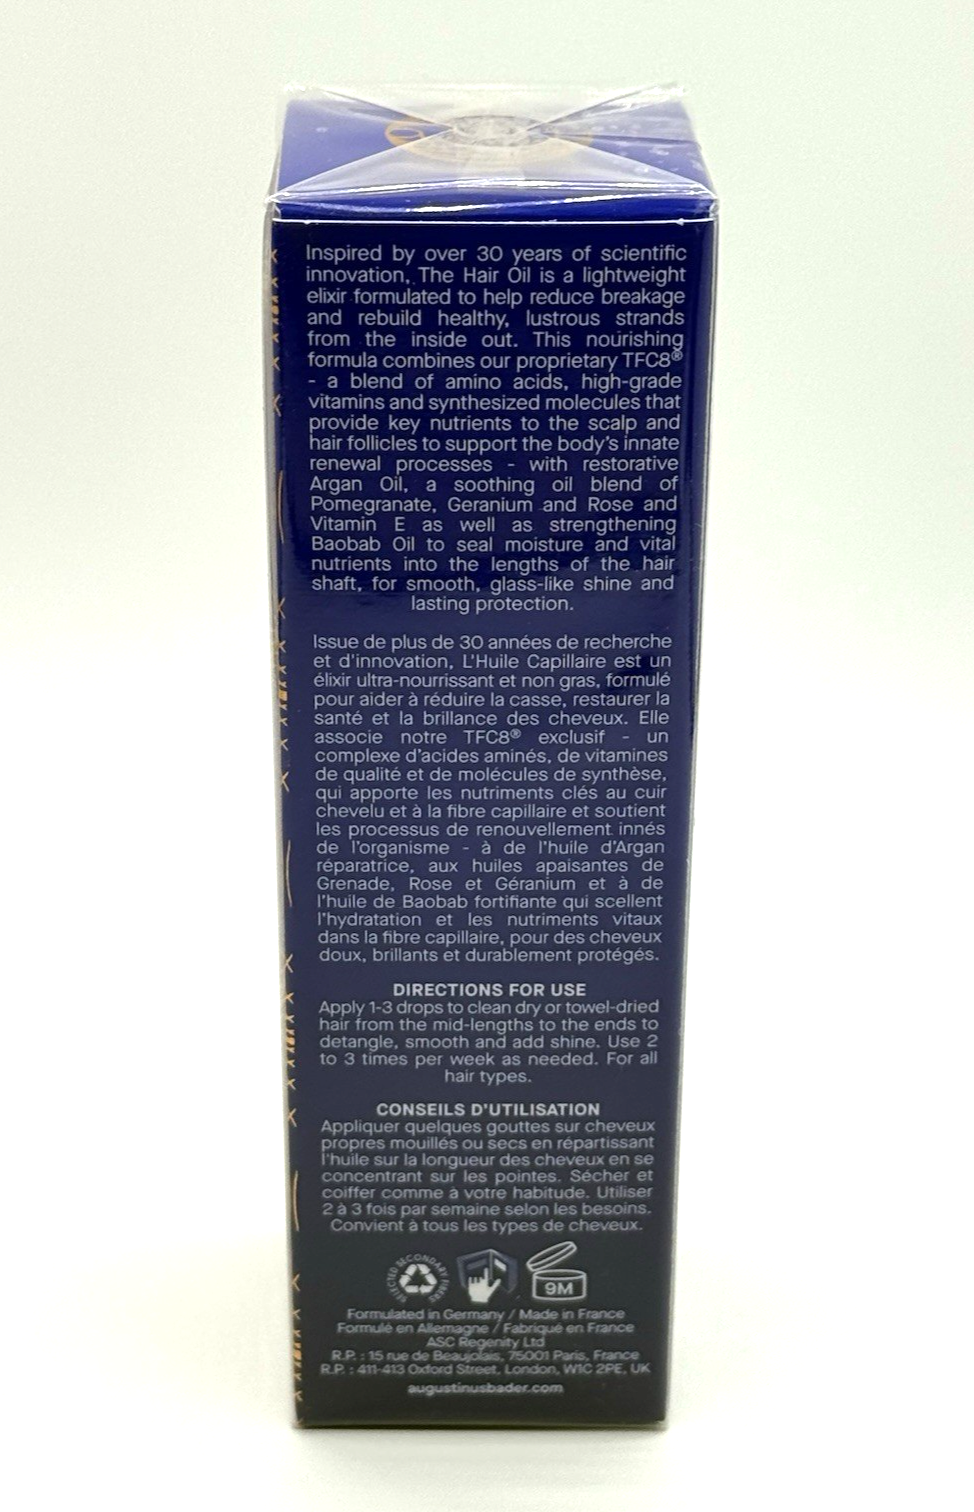 Inspired by over 30 years of scientific
innovation, The Hair Oil is a lightweight
elixir formulated to help reduce breakage
and rebuild healthy, lustrous strands
from the inside out. This nourishing
formula combines our proprietary TFC8®
- a blend of amino acids, high-grade
vitamins and synthesized molecules that
provide key nutrients to the scalp and
hair follicles to support the body's innate
renewal processes - with restorative
Argan Oil, a soothing oil blend of
Pomegranate, Geranium and Rose and
Vitamin E as well as strengthening
Baobab Oil to seal moisture and vital
nutrients into the lengths of the hair
shaft, for smooth, glass-like shine and
lasting protection.
Issue de plus de 30 années de recherche
et d'innovation, L'Huile Capillaire est un
élixir ultra-nourrissant et non gras, formulé
pour aider à réduire la casse, restaurer la
santé et la brillance des cheveux. Elle
associe notre TFC8® exclusif - un
complexe d'acides aminés, de vitamines
de qualité et de molécules de synthèse,
qui apporte les nutriments clés au cuir
chevelu et à la fibre capillaire et soutient
les processus de renouvellement innés
de l'organisme - à de l'huile d'Argan
réparatrice, aux huiles apaisantes de
Grenade, Rose et Géranium et à de
l'huile de Baobab fortifiante qui scellent
l'hydratation et les nutriments vitaux
dans la fibre capillaire, pour des cheveux
doux, brillants et durablement protégés.
DIRECTIONS FOR USE
Apply 1-3 drops to clean dry or towel-dried
hair from the mid-lengths to the ends to
detangle, smooth and add shine. Use 2
to 3 times per week as needed. For all
hair types.
CONSEILS D'UTILISATION
Appliquer quelques gouttes sur cheveux
propres mouillés ou secs en répartissant
l'huile sur la longueur des cheveux en se
concentrant sur les pointes. Sécher et
coiffer comme à votre habitude. Utiliser
2 à 3 fois par semaine selon les besoins.
Convient à tous les types de cheveux.
SELECTED SECONDARY FIBERS
9M
Formulated in Germany / Made in France
Formulé en Allemagne / Fabriqué en France
ASC Regenity Ltd
R.P. : 15 rue de Beaujolais, 75001 Paris, France
R.P. : 411-413 Oxford Street, London, W1C 2PE, UK
augustinusbader.com